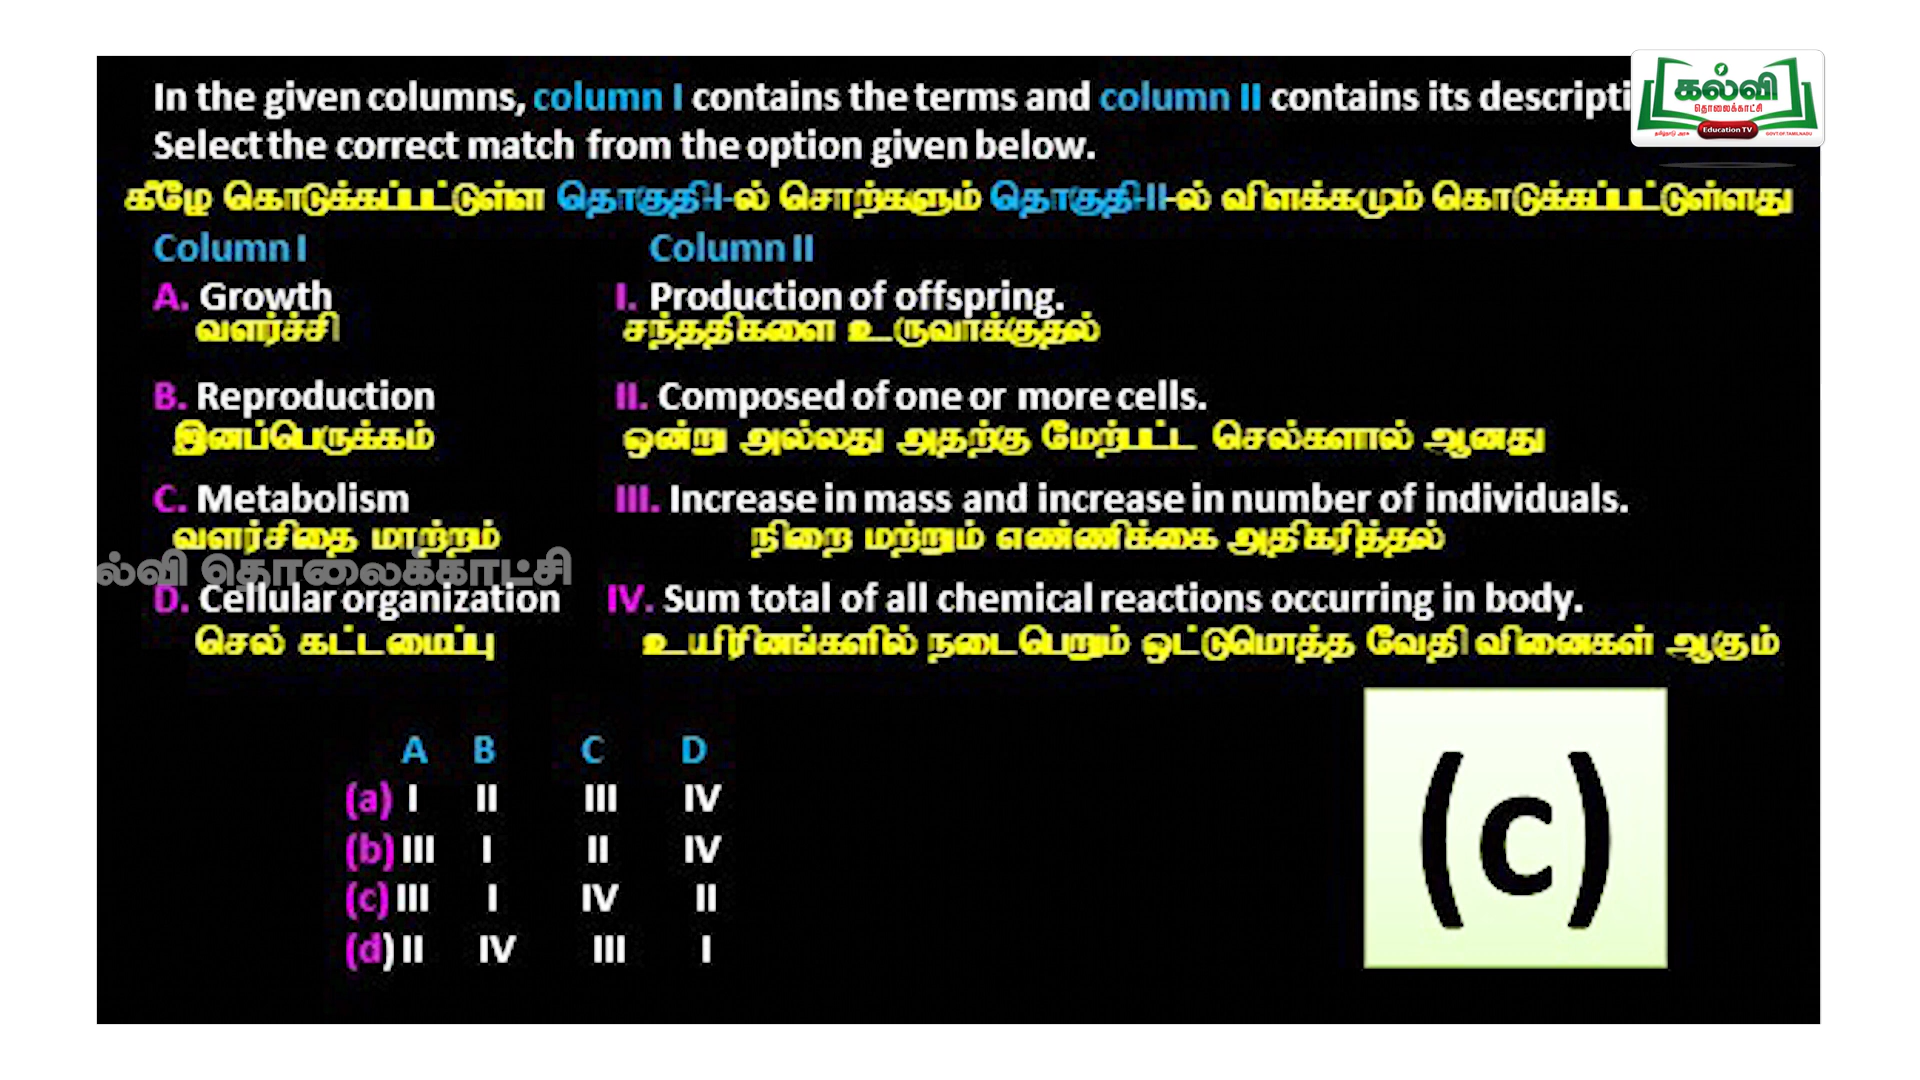 In the given columns, column I contains the terms and column II contains its descripti
Select the correct match from the option given below.
கீழே கொடுக்கப்பட்டுள்ள தொகுதி-I-ல் சொற்களும் தொகுதி-II-ல் விளக்கமும் கொடுக்கப்பட்டுள்ளது
Column I Column II
A. Growth I. Production of offspring.
வளர்ச்சி சந்ததிகளை உருவாக்குதல்
B. Reproduction II. Composed of one or more cells.
இனப்பெருக்கம் ஒன்று அல்லது அதற்கு மேற்பட்ட செல்களால் ஆனது
C. Metabolism III. Increase in mass and increase in number of individuals.
வளர்சிதை மாற்றம் நிறை மற்றும் எண்ணிக்கை அதிகரித்தல்
ல்வி தொலைக்காட்சி
D. Cellular organization IV. Sum total of all chemical reactions occurring in body.
செல் கட்டமைப்பு உயிரினங்களில் நடைபெறும் ஒட்டுமொத்த வேதி வினைகள் ஆகும்
A B C D
(a) I II III IV
(b) III I II IV
(c) III I IV II
(d) II IV III I
(c)
கல்வி
தொலைக்காட்சி
தமிழ்நாடு அரசு Education TV GOVT OF TAMILNADU